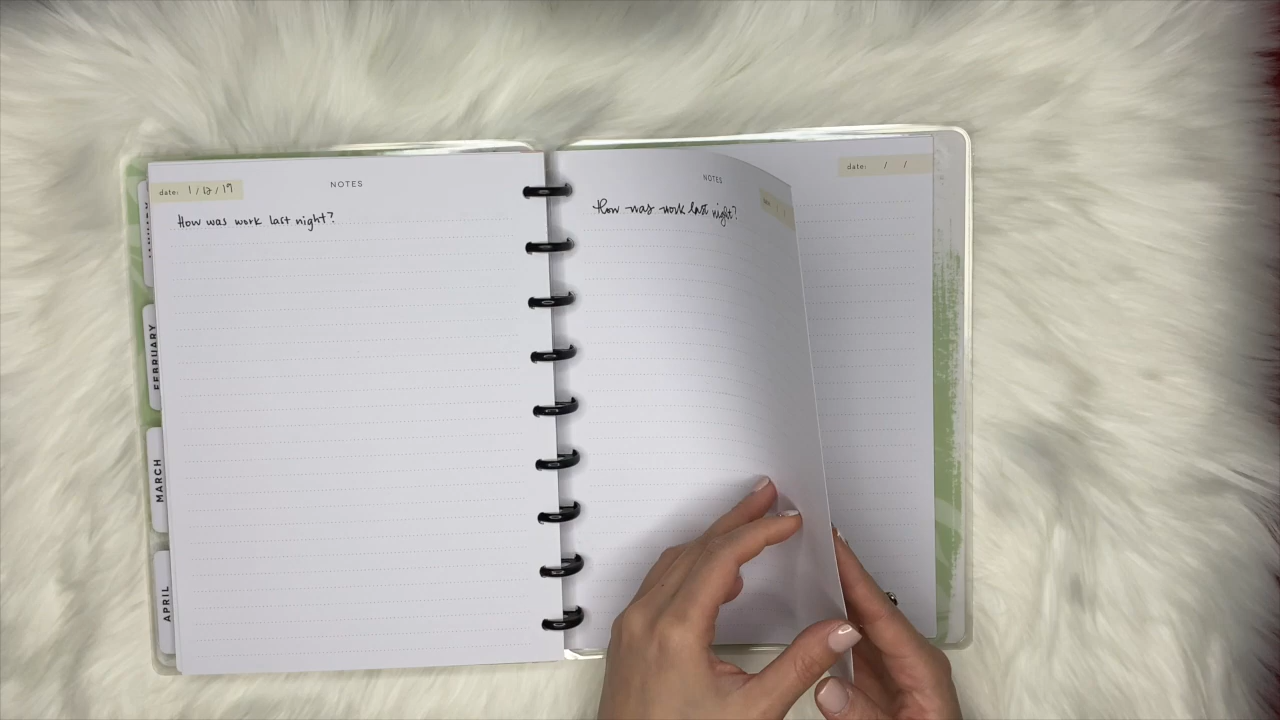 date: 1/12/19
NOTES
How was work last night?
NOTES
How was work last night?
date: / /
FEBRUARY
MARCH
APRIL